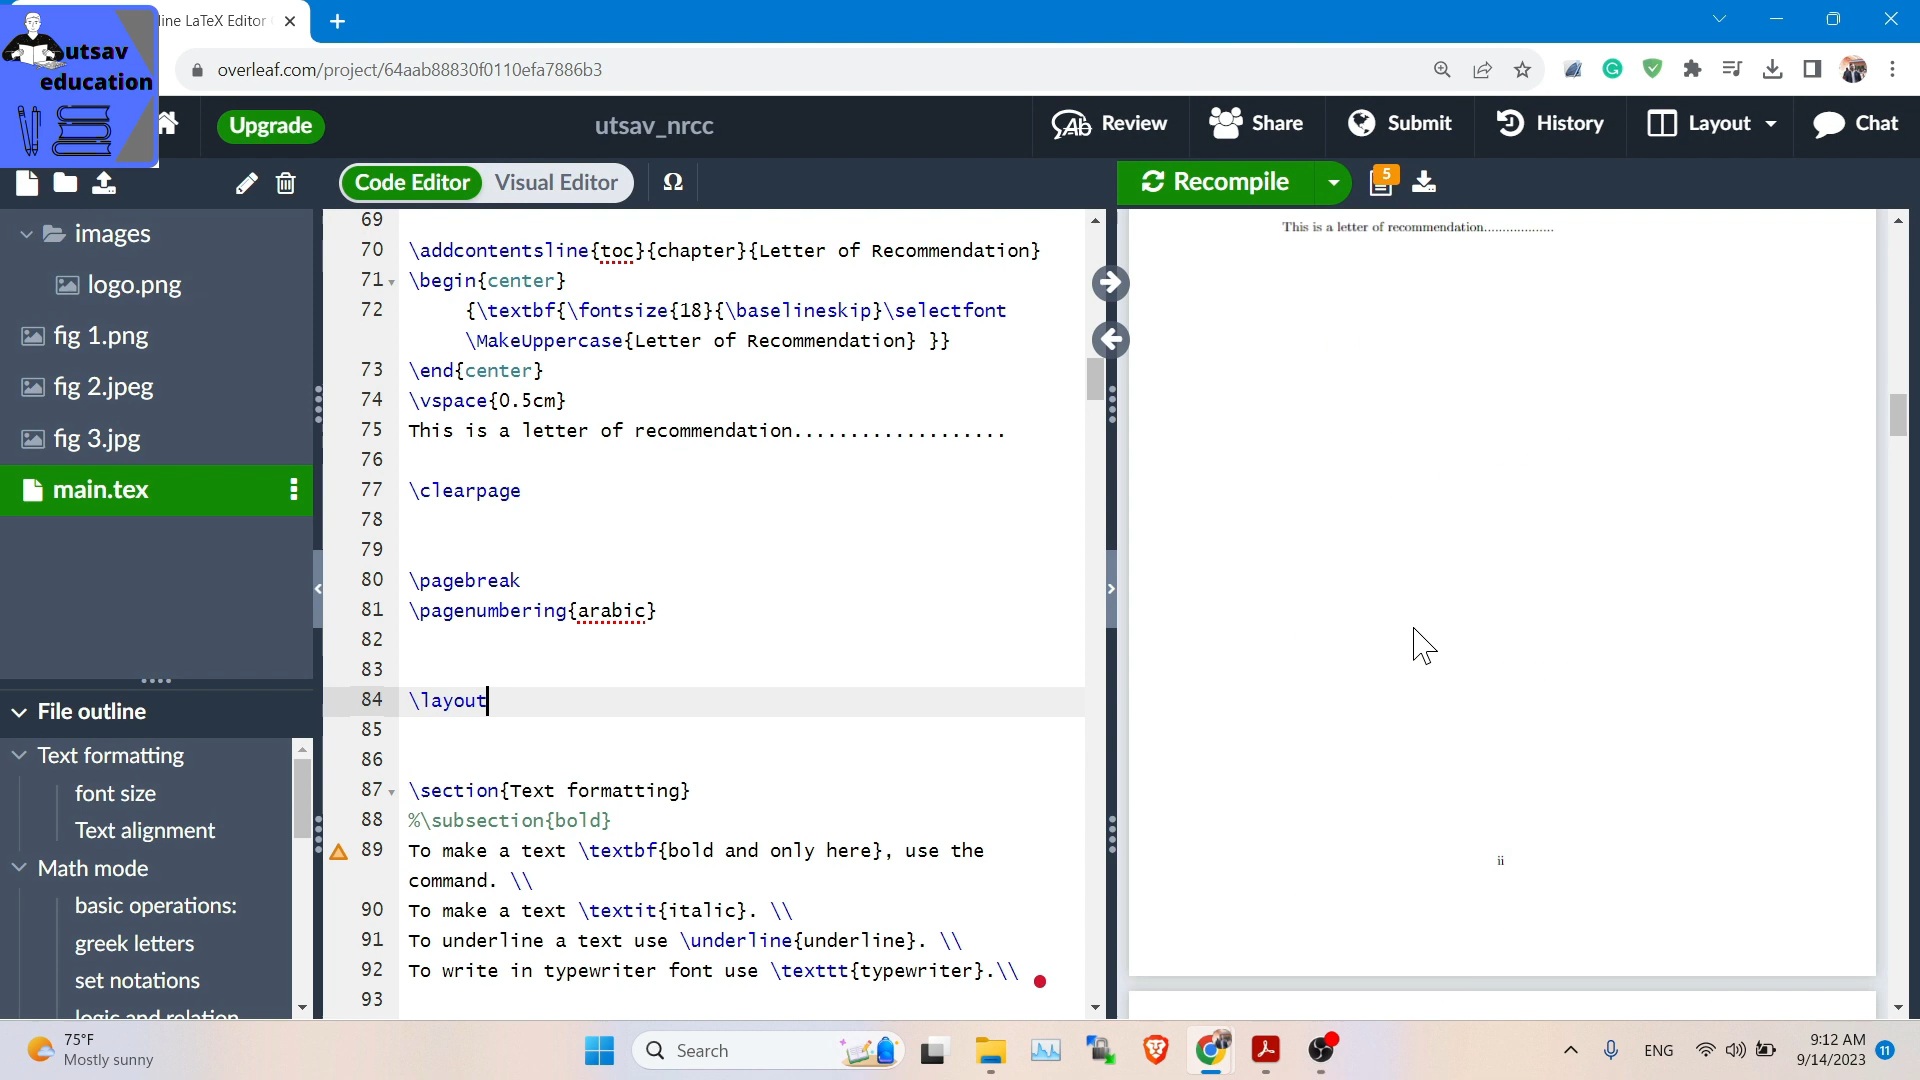 line LaTeX Editor
utsav
education
overleaf.com/project/64aab88830f0110efa7886b3
Upgrade
utsav_nrcc
Review
Share
Submit
History
Layout
Chat
Code Editor
Visual Editor
Ω
Recompile
5
images
logo.png
fig 1.png
fig 2.jpeg
fig 3.jpg
main.tex
File outline
Text formatting
font size
Text alignment
Math mode
basic operations:
greek letters
set notations
logic and relation
69
70 \addcontentsline{toc}{chapter}{Letter of Recommendation}
71 \begin{center}
72 {\textbf{\fontsize{18}{\baselineskip}\selectfont
\MakeUppercase{Letter of Recommendation} }}
73 \end{center}
74 \vspace{0.5cm}
75 This is a letter of recommendation...................
76
77 \clearpage
78
79
80 \pagebreak
81 \pagenumbering{arabic}
82
83
84 \layout
85
86
87 \section{Text formatting}
88 %\subsection{bold}
89 To make a text \textbf{bold and only here}, use the
command. \\
90 To make a text \textit{italic}. \\
91 To underline a text use \underline{underline}. \\
92 To write in typewriter font use \texttt{typewriter}.\\
93
This is a letter of recommendation...................
ii
75°F
Mostly sunny
Search
ENG
9:12 AM
9/14/2023
11